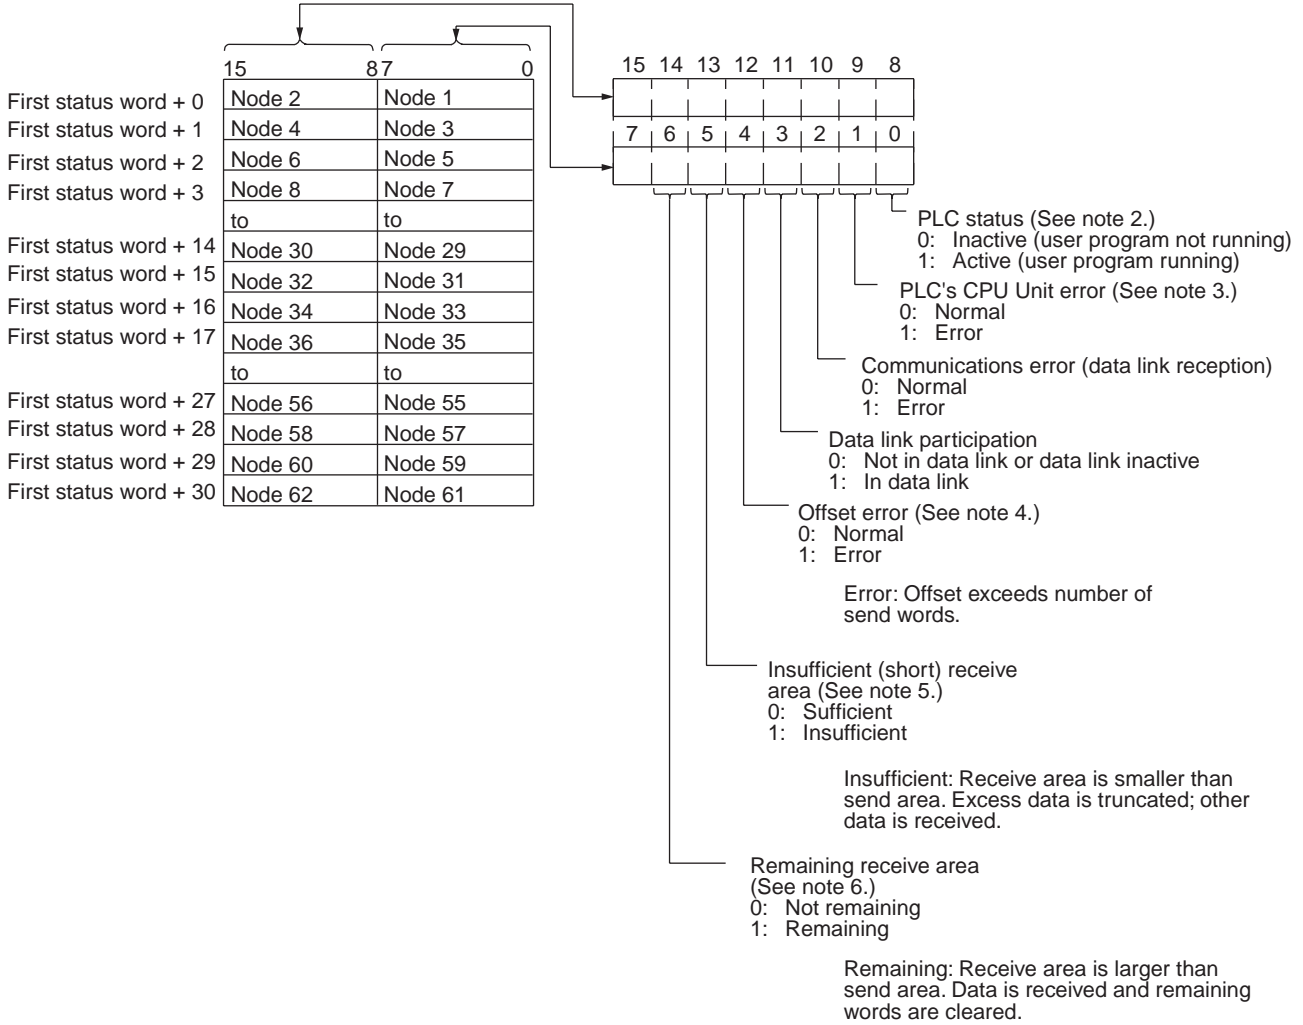 15 8 7 0
First status word + 0 Node 2 Node 1
First status word + 1 Node 4 Node 3
First status word + 2 Node 6 Node 5
First status word + 3 Node 8 Node 7
to to
First status word + 14 Node 30 Node 29
First status word + 15 Node 32 Node 31
First status word + 16 Node 34 Node 33
First status word + 17 Node 36 Node 35
to to
First status word + 27 Node 56 Node 55
First status word + 28 Node 58 Node 57
First status word + 29 Node 60 Node 59
First status word + 30 Node 62 Node 61
15 14 13 12 11 10 9 8
7 6 5 4 3 2 1 0
PLC status (See note 2.)
0: Inactive (user program not running)
1: Active (user program running)
PLC's CPU Unit error (See note 3.)
0: Normal
1: Error
Communications error (data link reception)
0: Normal
1: Error
Data link participation
0: Not in data link or data link inactive
1: In data link
Offset error (See note 4.)
0: Normal
1: Error
Error: Offset exceeds number of
send words.
Insufficient (short) receive
area (See note 5.)
0: Sufficient
1: Insufficient
Insufficient: Receive area is smaller than
send area. Excess data is truncated; other
data is received.
Remaining receive area
(See note 6.)
0: Not remaining
1: Remaining
Remaining: Receive area is larger than
send area. Data is received and remaining
words are cleared.